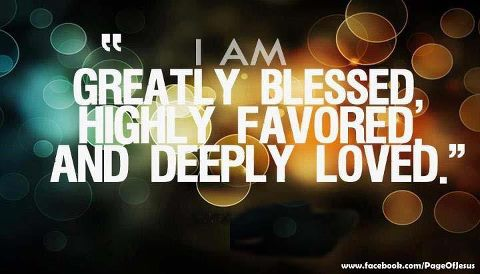 “ I AM
GREATLY BLESSED,
HIGHLY FAVORED,
AND DEEPLY LOVED.”
www.facebook.com/PageOfJesus